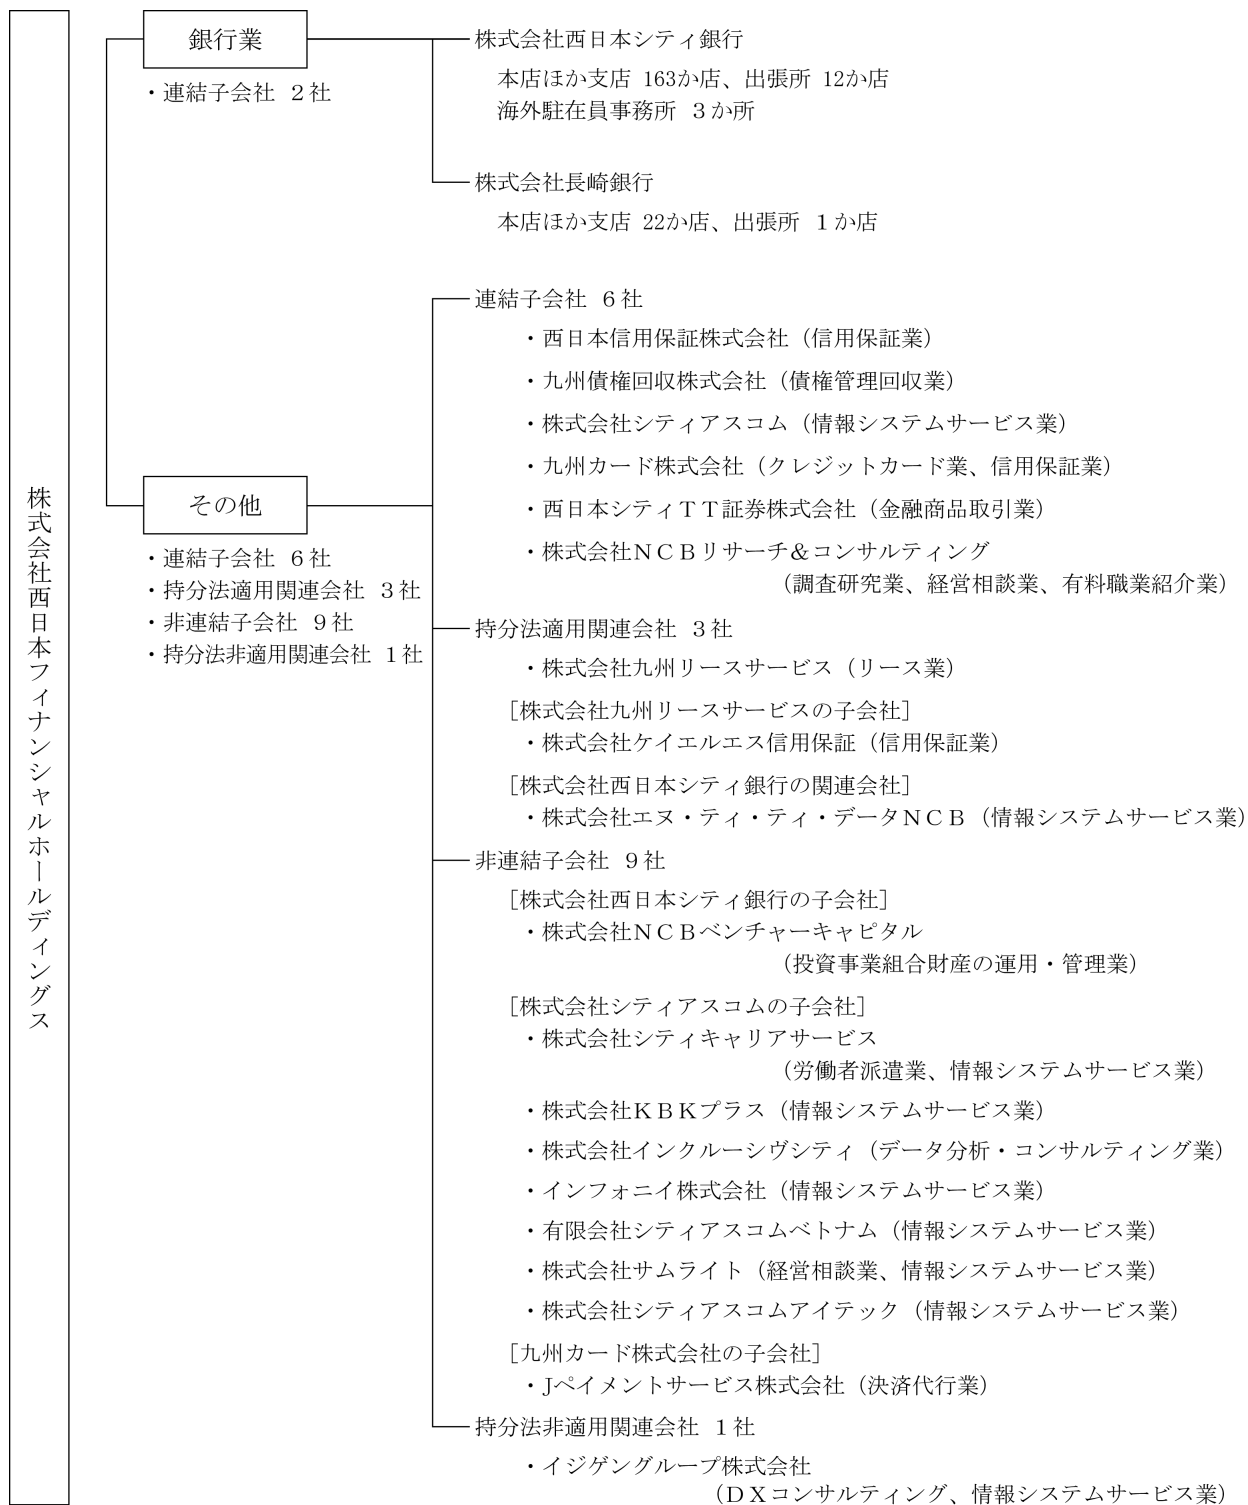 株式会社西日本フィナンシャルホールディングス
銀行業
・連結子会社 2社
株式会社西日本シティ銀行
本店ほか支店 163か店、出張所 12か店
海外駐在員事務所 3か所
株式会社長崎銀行
本店ほか支店 22か店、出張所 1か店
その他
・連結子会社 6社
・持分法適用関連会社 3社
・非連結子会社 9社
・持分法非適用関連会社 1社
連結子会社 6社
・西日本信用保証株式会社（信用保証業）
・九州債権回収株式会社（債権管理回収業）
・株式会社シティアスコム（情報システムサービス業）
・九州カード株式会社（クレジットカード業、信用保証業）
・西日本シティＴＴ証券株式会社（金融商品取引業）
・株式会社ＮＣＢリサーチ＆コンサルティング
（調査研究業、経営相談業、有料職業紹介業）
持分法適用関連会社 3社
・株式会社九州リースサービス（リース業）
［株式会社九州リースサービスの子会社］
・株式会社ケイエルエス信用保証（信用保証業）
［株式会社西日本シティ銀行の関連会社］
・株式会社エヌ・ティ・ティ・データＮＣＢ（情報システムサービス業）
非連結子会社 9社
［株式会社西日本シティ銀行の子会社］
・株式会社ＮＣＢベンチャーキャピタル
（投資事業組合財産の運用・管理業）
［株式会社シティアスコムの子会社］
・株式会社シティキャリアサービス
（労働者派遣業、情報システムサービス業）
・株式会社ＫＢＫプラス（情報システムサービス業）
・株式会社インクルーシヴシティ（データ分析・コンサルティング業）
・インフォニイ株式会社（情報システムサービス業）
・有限会社シティアスコムベトナム（情報システムサービス業）
・株式会社サムライト（経営相談業、情報システムサービス業）
・株式会社シティアスコムアイテック（情報システムサービス業）
［九州カード株式会社の子会社］
・Jペイメントサービス株式会社（決済代行業）
持分法非適用関連会社 1社
・イジゲングループ株式会社
（ＤＸコンサルティング、情報システムサービス業）